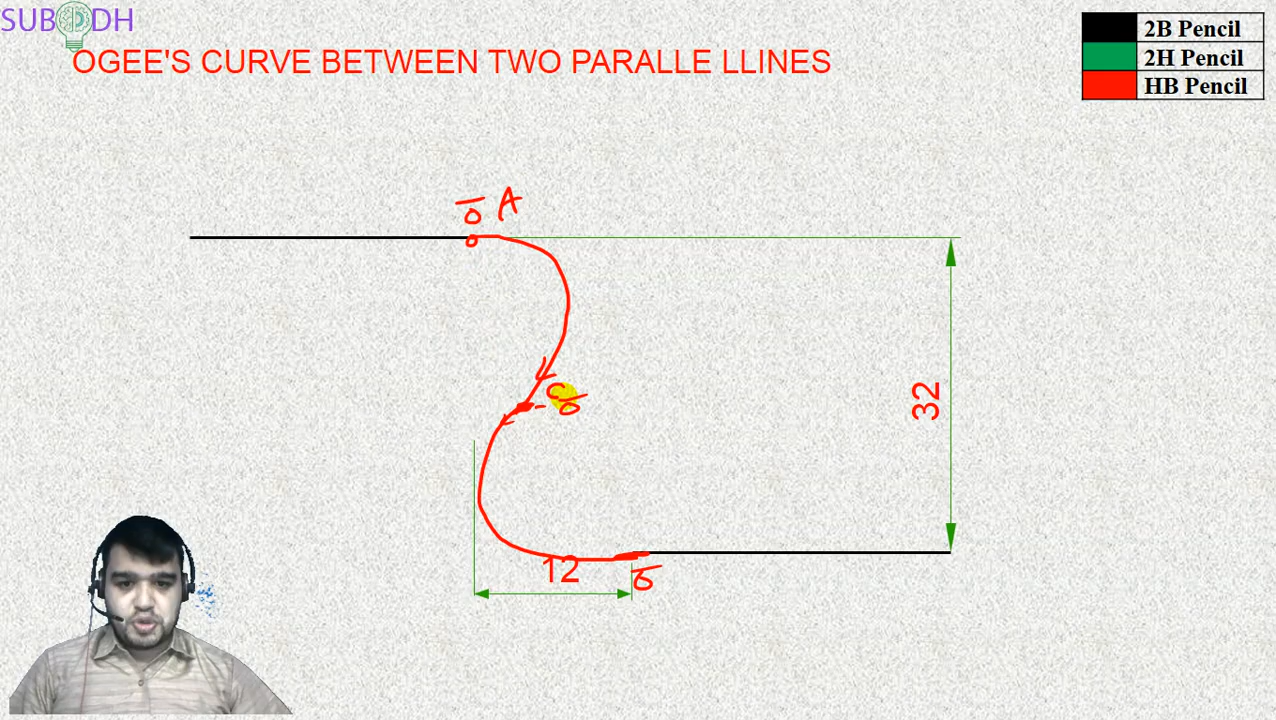 SUBODH
OGEE'S CURVE BETWEEN TWO PARALLE LLINES
2B Pencil
2H Pencil
HB Pencil
A
32
12